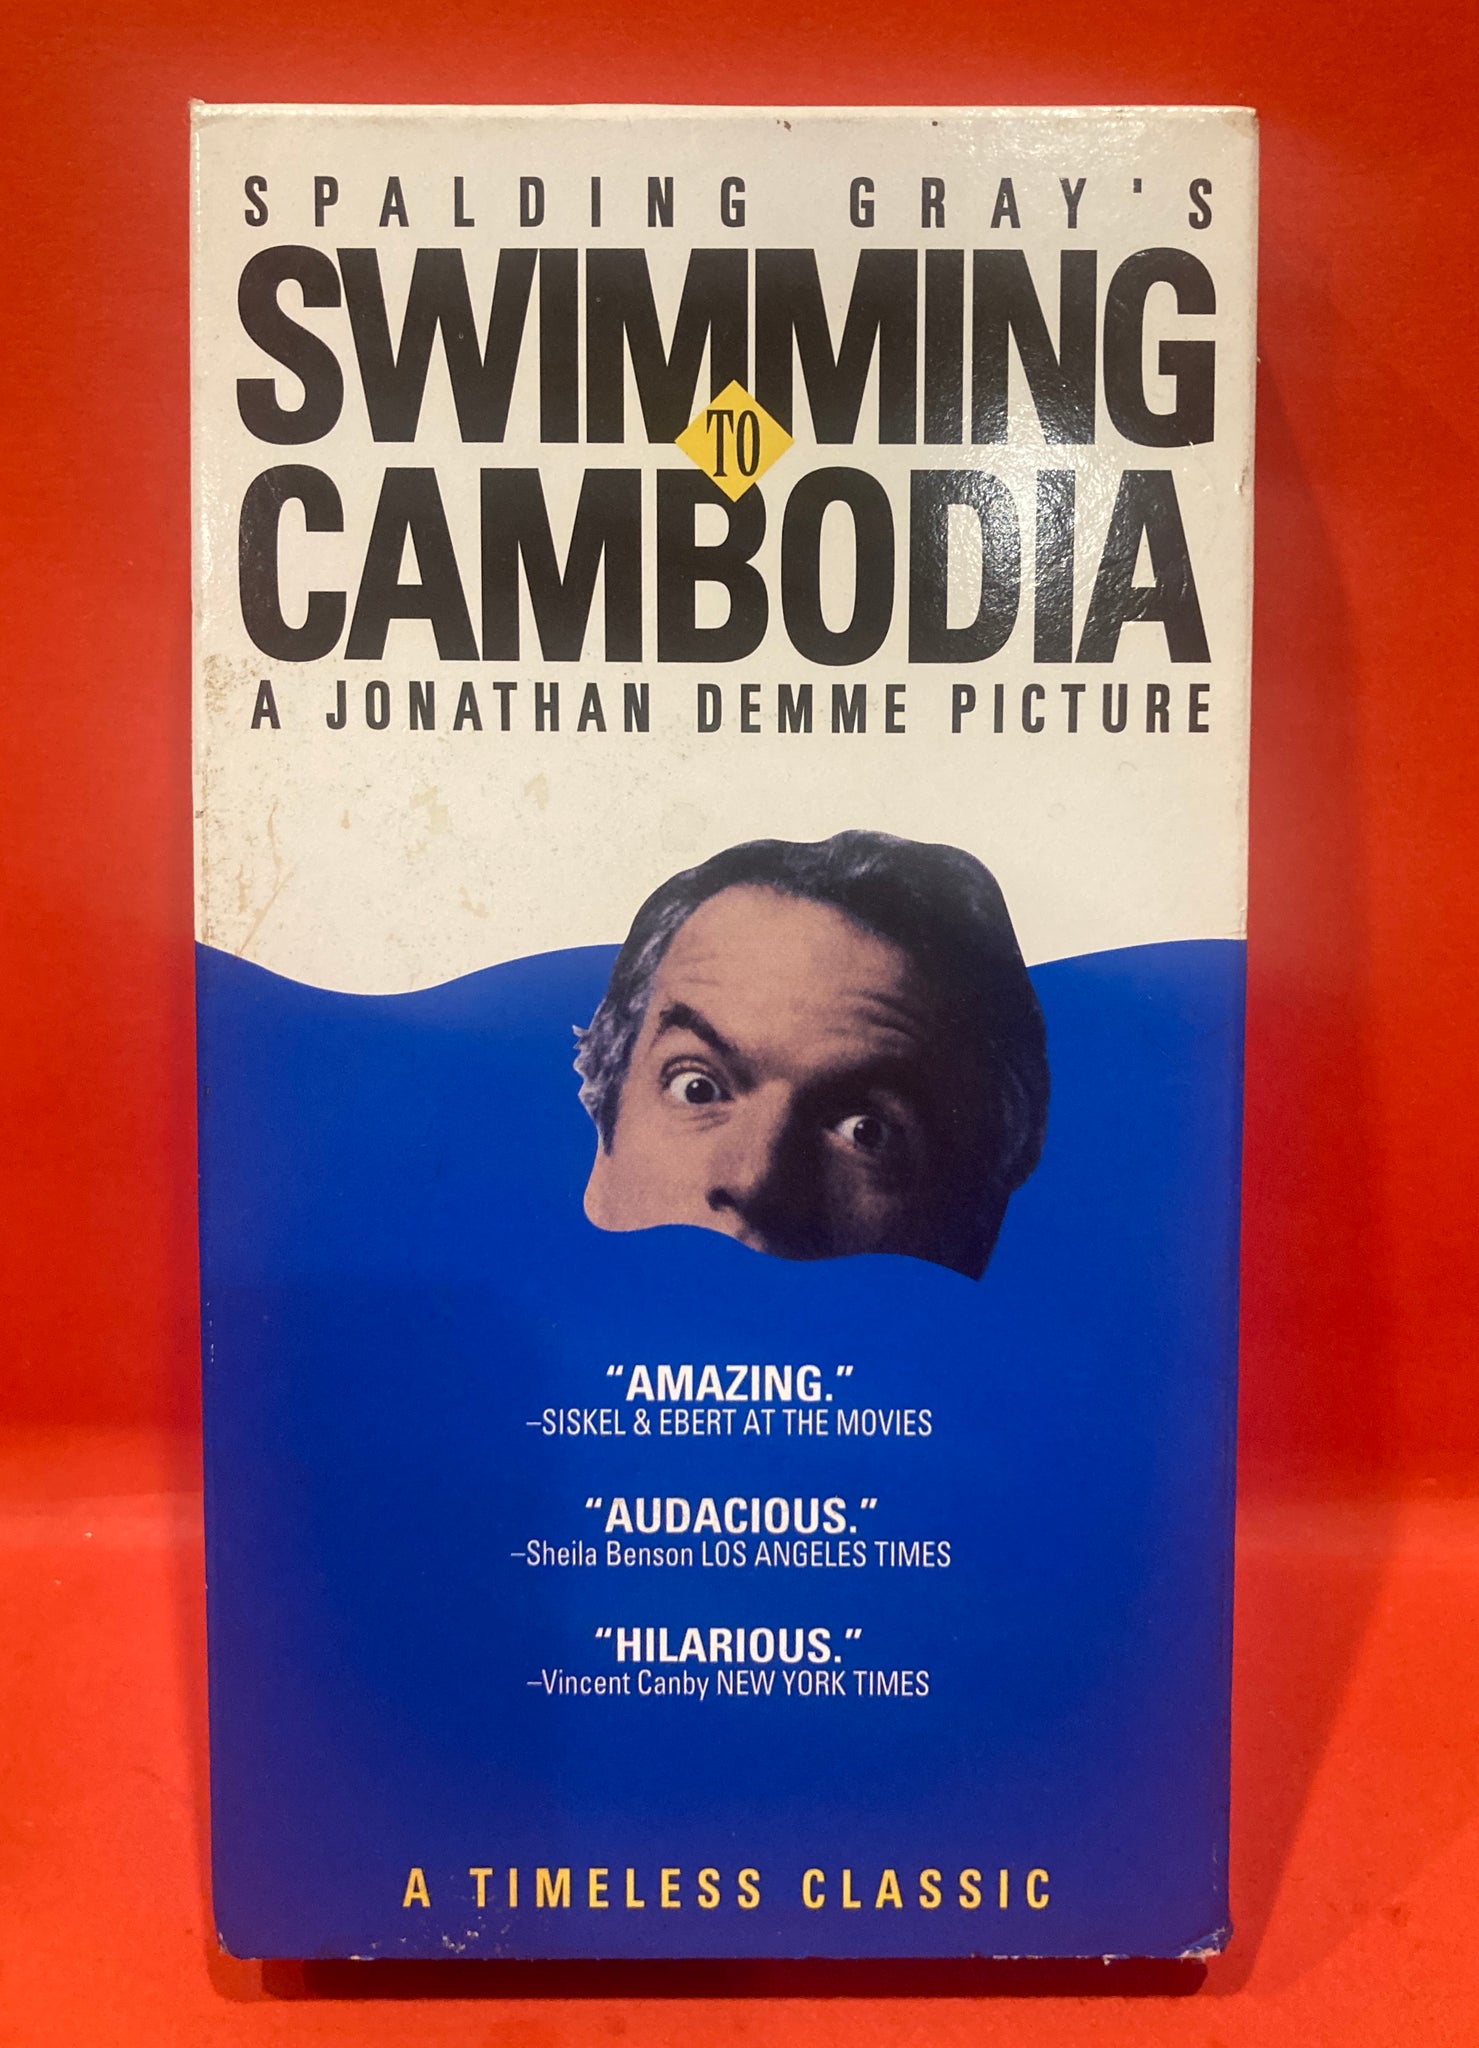 SPALDING GRAY'S
SWIMMING
TO
CAMBODIA
A JONATHAN DEMME PICTURE
“AMAZING.”
–SISKEL & EBERT AT THE MOVIES
“AUDACIOUS.”
–Sheila Benson LOS ANGELES TIMES
“HILARIOUS.”
–Vincent Canby NEW YORK TIMES
A TIMELESS CLASSIC